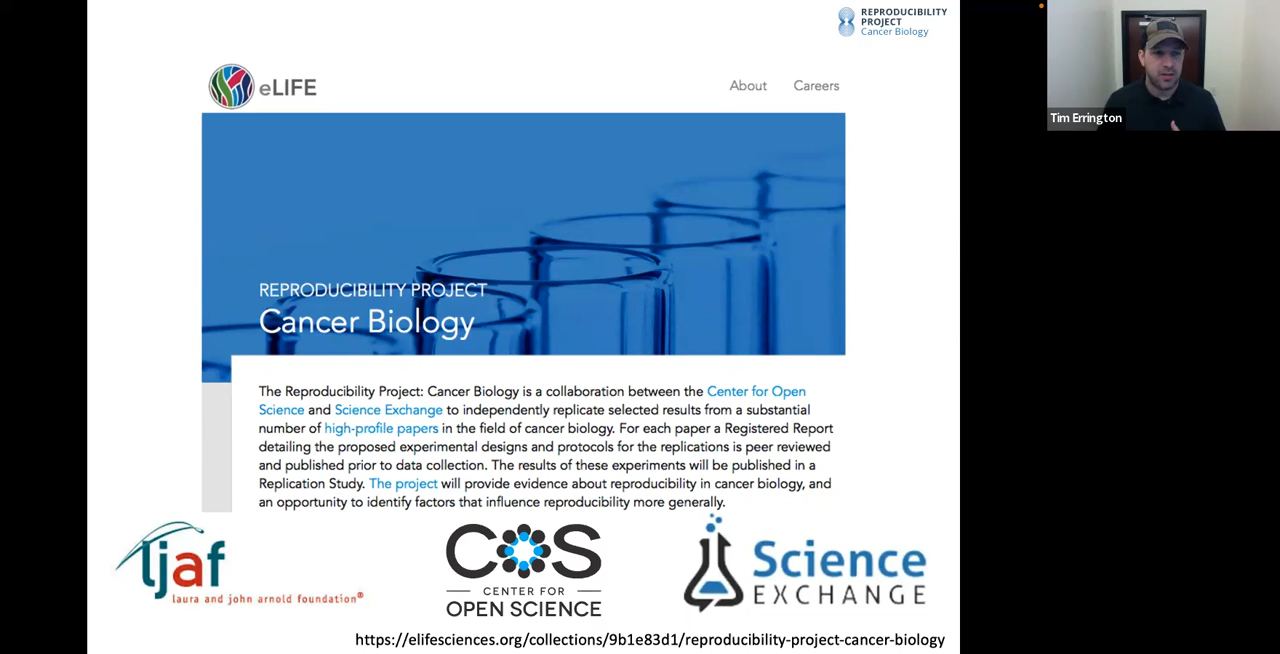 REPRODUCIBILITY
PROJECT
Cancer Biology
eLIFE
About
Careers
Tim Errington
REPRODUCIBILITY PROJECT
Cancer Biology
The Reproducibility Project: Cancer Biology is a collaboration between the Center for Open
Science and Science Exchange to independently replicate selected results from a substantial
number of high-profile papers in the field of cancer biology. For each paper a Registered Report
detailing the proposed experimental designs and protocols for the replications is peer reviewed
and published prior to data collection. The results of these experiments will be published in a
Replication Study. The project will provide evidence about reproducibility in cancer biology, and
an opportunity to identify factors that influence reproducibility more generally.
ljaf
laura and john arnold foundation®
COS
CENTER FOR
OPEN SCIENCE
Science
EXCHANGE
https://elifesciences.org/collections/9b1e83d1/reproducibility-project-cancer-biology